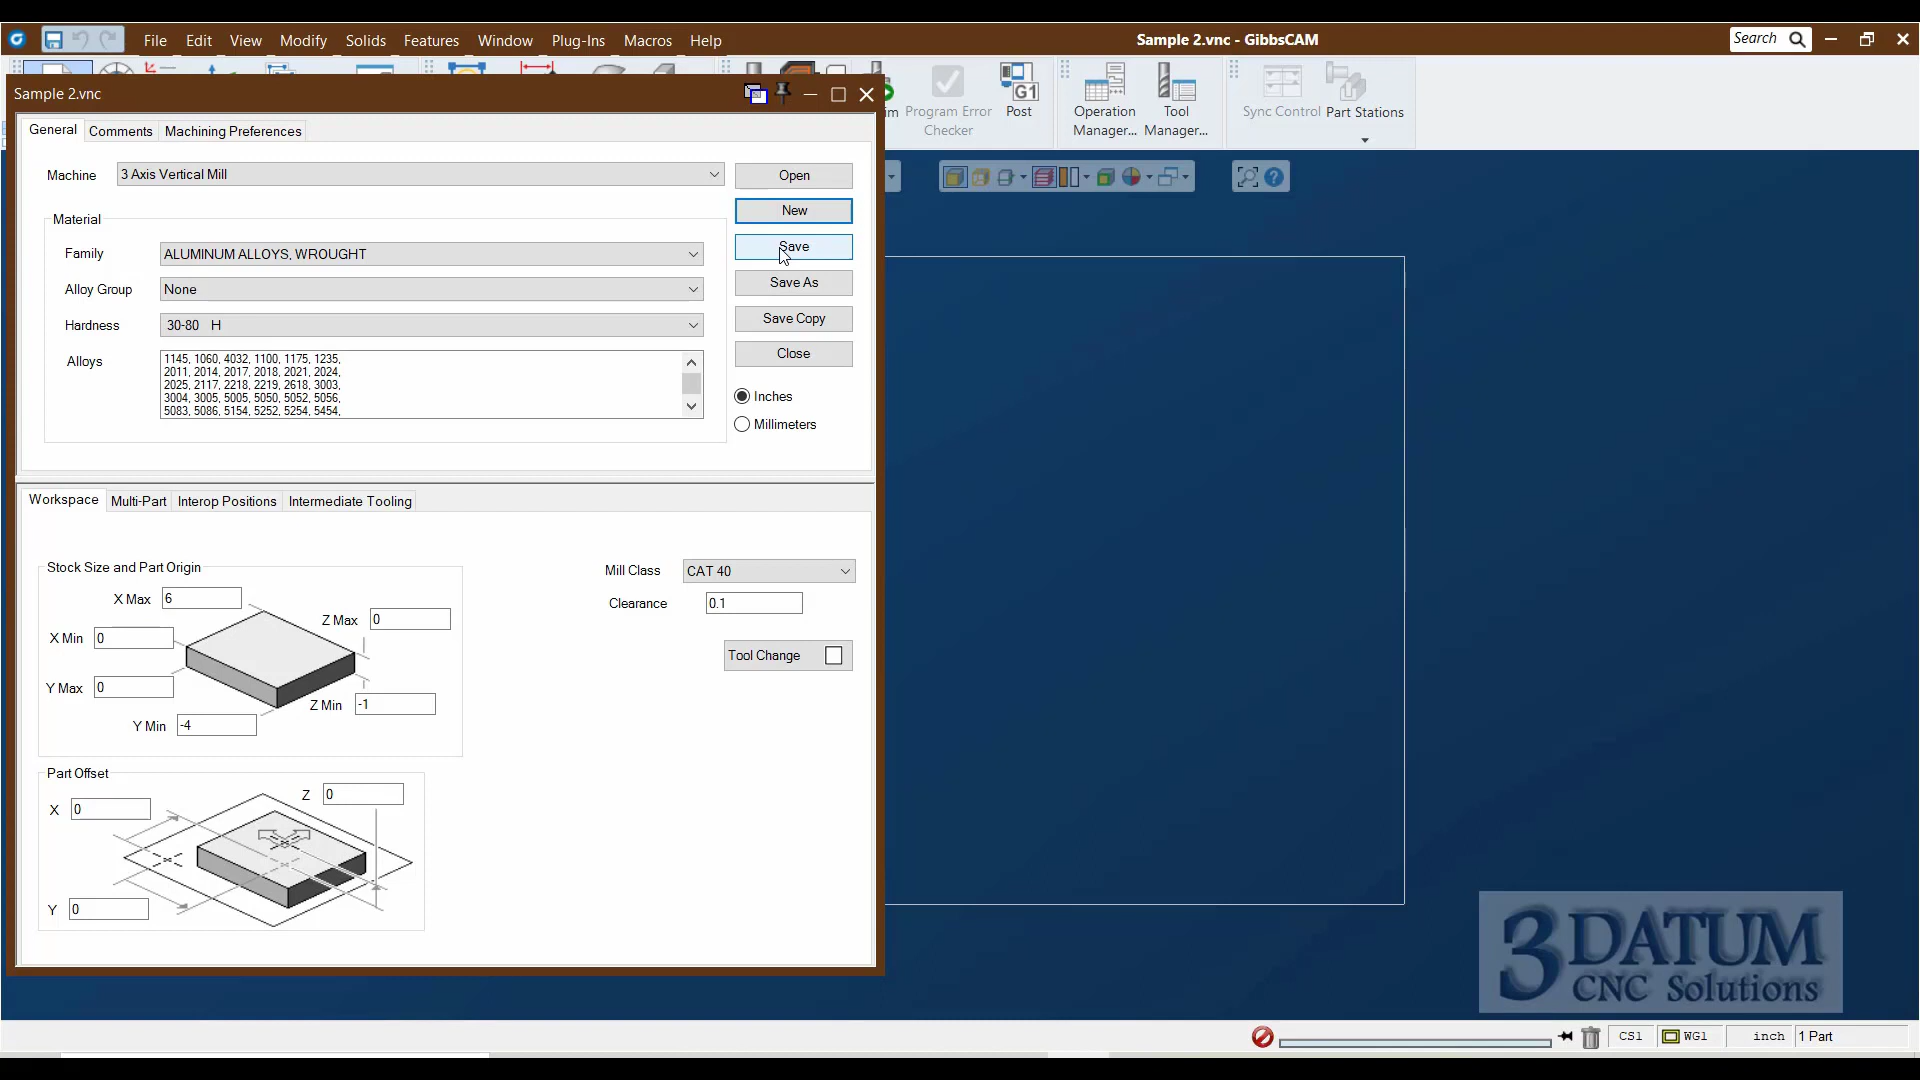 File Edit View Modify Solids Features Window Plug-Ins Macros Help
Sample 2.vnc - GibbsCAM
Search
Sample 2.vnc
Program Error
Checker
G1
Post
Operation
Manager...
Tool
Manager...
Sync Control
Part Stations
General Comments Machining Preferences
Machine 3 Axis Vertical Mill
Open
New
Save
Save As
Save Copy
Close
Inches
Millimeters
Material
Family ALUMINUM ALLOYS, WROUGHT
Alloy Group None
Hardness 30-80 H
Alloys
1145, 1060, 4032, 1100, 1175, 1235,
2011, 2014, 2017, 2018, 2021, 2024,
2025, 2117, 2218, 2219, 2618, 3003,
3004, 3005, 5005, 5050, 5052, 5056,
5083, 5086, 5154, 5252, 5254, 5454,
Workspace Multi-Part Interop Positions Intermediate Tooling
Stock Size and Part Origin
X Max 6
Z Max 0
X Min 0
Y Max 0
Z Min -1
Y Min -4
Mill Class CAT 40
Clearance 0.1
Tool Change
Part Offset
Z 0
X 0
Y 0
3DATUM
CNC Solutions
CS1 WG1 inch 1 Part